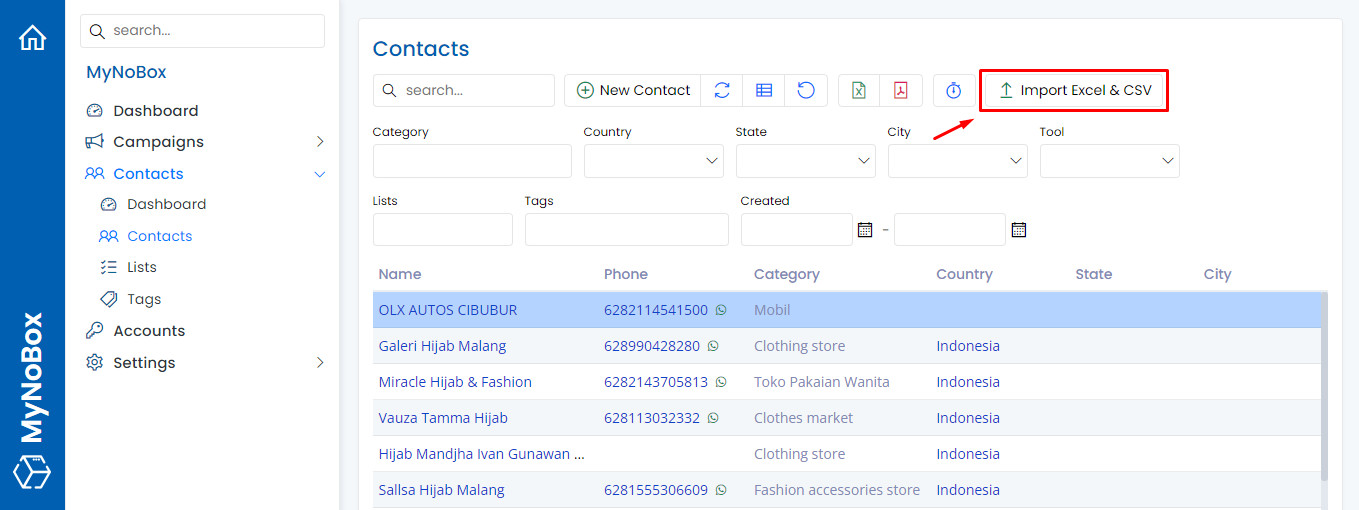 search...
MyNoBox
Dashboard
Campaigns
Contacts
Dashboard
Contacts
Lists
Tags
Accounts
Settings
MyNoBox
Contacts
search...
New Contact
Import Excel & CSV
Category
Country
State
City
Tool
Lists
Tags
Created
-
Name Phone Category Country State City
OLX AUTOS CIBUBUR 6282114541500 Mobil
Galeri Hijab Malang 628990428280 Clothing store Indonesia
Miracle Hijab & Fashion 6282143705813 Toko Pakaian Wanita Indonesia
Vauza Tamma Hijab 628113032332 Clothes market Indonesia
Hijab Mandjha Ivan Gunawan ... Clothing store Indonesia
Sallsa Hijab Malang 6281555306609 Fashion accessories store Indonesia